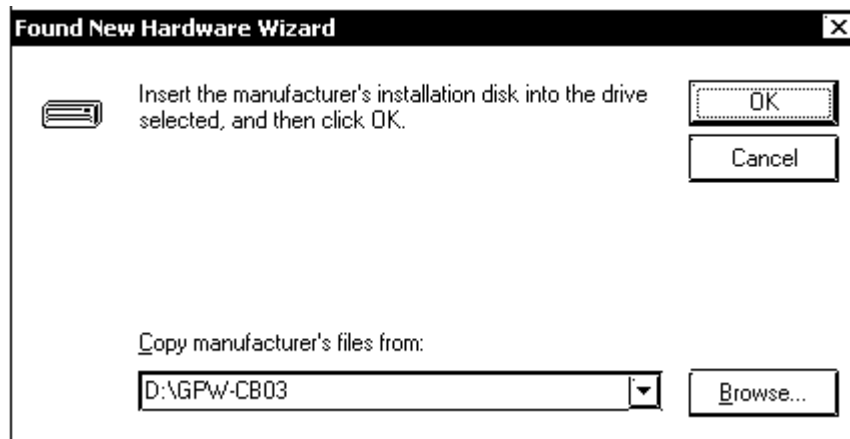 Found New Hardware Wizard
Insert the manufacturer's installation disk into the drive
selected, and then click OK.
OK
Cancel
Copy manufacturer's files from:
D:\GPW-CB03
Browse...